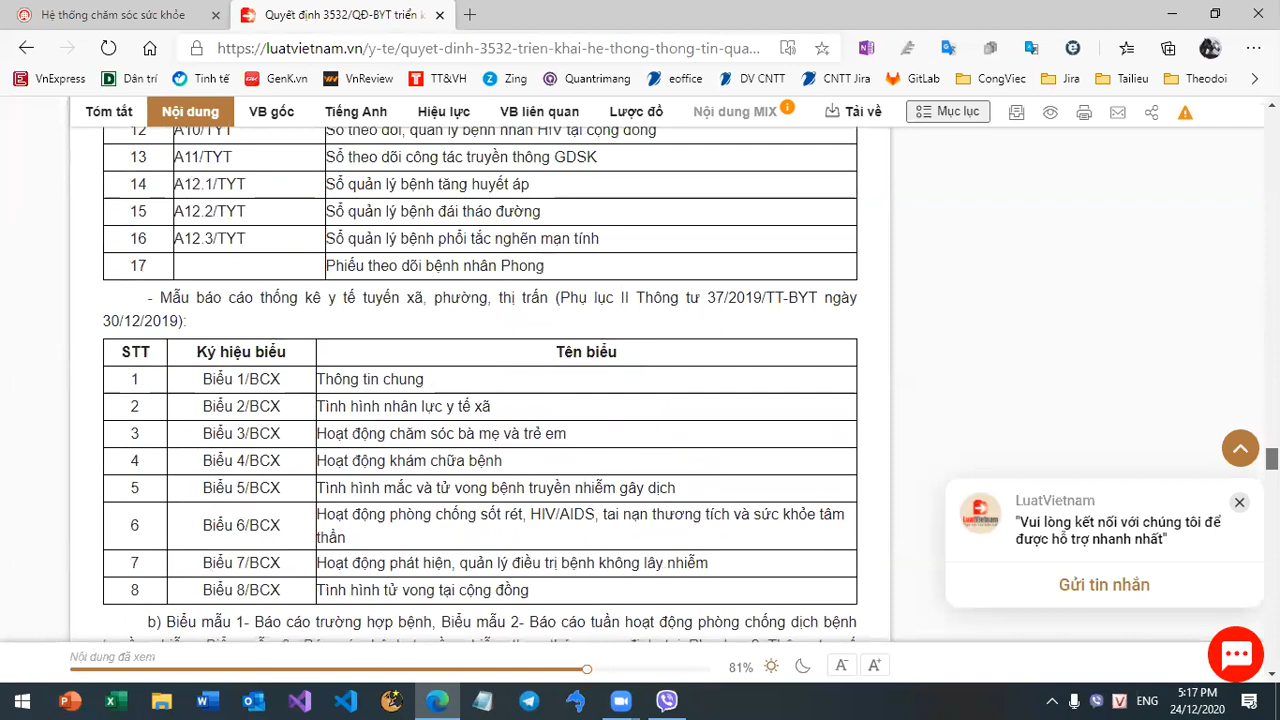 Hệ thống chăm sóc sức khỏe
Quyết định 3532/QĐ-BYT triển k
https://luatvietnam.vn/y-te/quyet-dinh-3532-trien-khai-he-thong-thong-tin-qua...
VnExpress Dân trí Tinh tế GenK.vn VnReview TT&VH Zing Quantrimang eoffice DV CNTT CNTT Jira GitLab CongViec Jira Tailieu Theodoi
Tóm tắt Nội dung VB gốc Tiếng Anh Hiệu lực VB liên quan Lược đồ Nội dung MIX Tải về Mục lục
12 A10/TYT Sổ theo dõi, quản lý bệnh nhân HIV tại cộng đồng
13 A11/TYT Sổ theo dõi công tác truyền thông GDSK
14 A12.1/TYT Sổ quản lý bệnh tăng huyết áp
15 A12.2/TYT Sổ quản lý bệnh đái tháo đường
16 A12.3/TYT Sổ quản lý bệnh phổi tắc nghẽn mạn tính
17 Phiếu theo dõi bệnh nhân Phong
- Mẫu báo cáo thống kê y tế tuyến xã, phường, thị trấn (Phụ lục II Thông tư 37/2019/TT-BYT ngày
30/12/2019):
STT Ký hiệu biểu Tên biểu
1 Biểu 1/BCX Thông tin chung
2 Biểu 2/BCX Tình hình nhân lực y tế xã
3 Biểu 3/BCX Hoạt động chăm sóc bà mẹ và trẻ em
4 Biểu 4/BCX Hoạt động khám chữa bệnh
5 Biểu 5/BCX Tình hình mắc và tử vong bệnh truyền nhiễm gây dịch
6 Biểu 6/BCX Hoạt động phòng chống sốt rét, HIV/AIDS, tai nạn thương tích và sức khỏe tâm
thần
7 Biểu 7/BCX Hoạt động phát hiện, quản lý điều trị bệnh không lây nhiễm
8 Biểu 8/BCX Tình hình tử vong tại cộng đồng
b) Biểu mẫu 1- Báo cáo trường hợp bệnh, Biểu mẫu 2- Báo cáo tuần hoạt động phòng chống dịch bệnh
LuatVietnam
"Vui lòng kết nối với chúng tôi để
được hỗ trợ nhanh nhất"
Gửi tin nhắn
Nội dung đã xem
81% A- A+
ENG
5:17 PM
24/12/2020